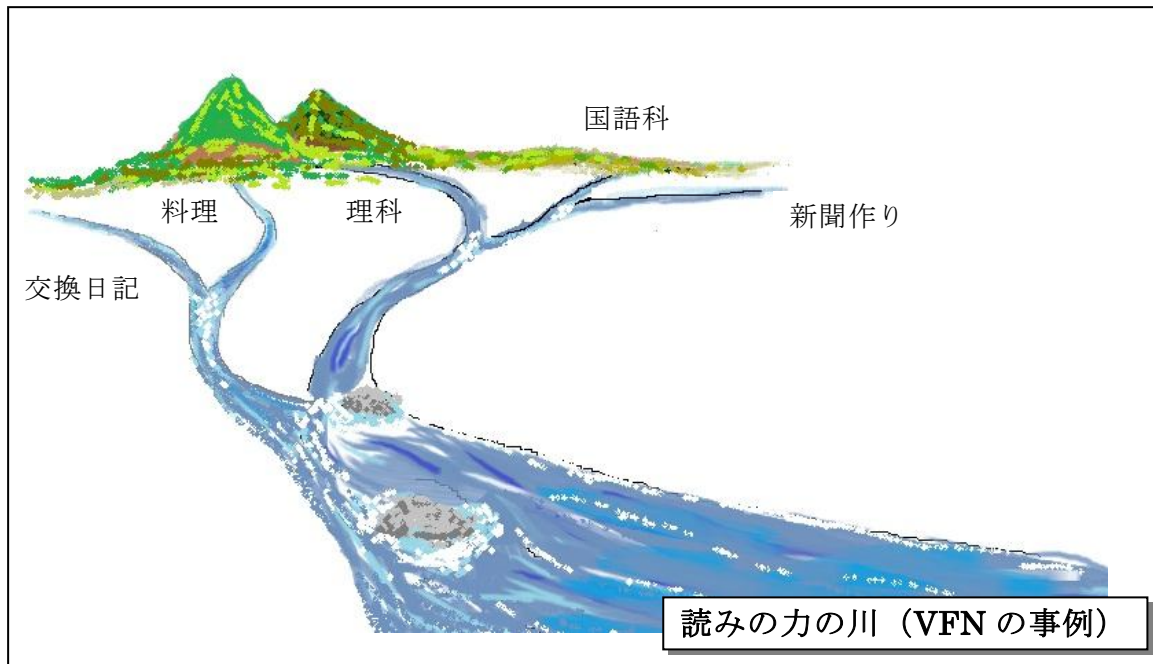 国語科
料理
理科
新聞作り
交換日記
読みの力の川（VFN の事例）